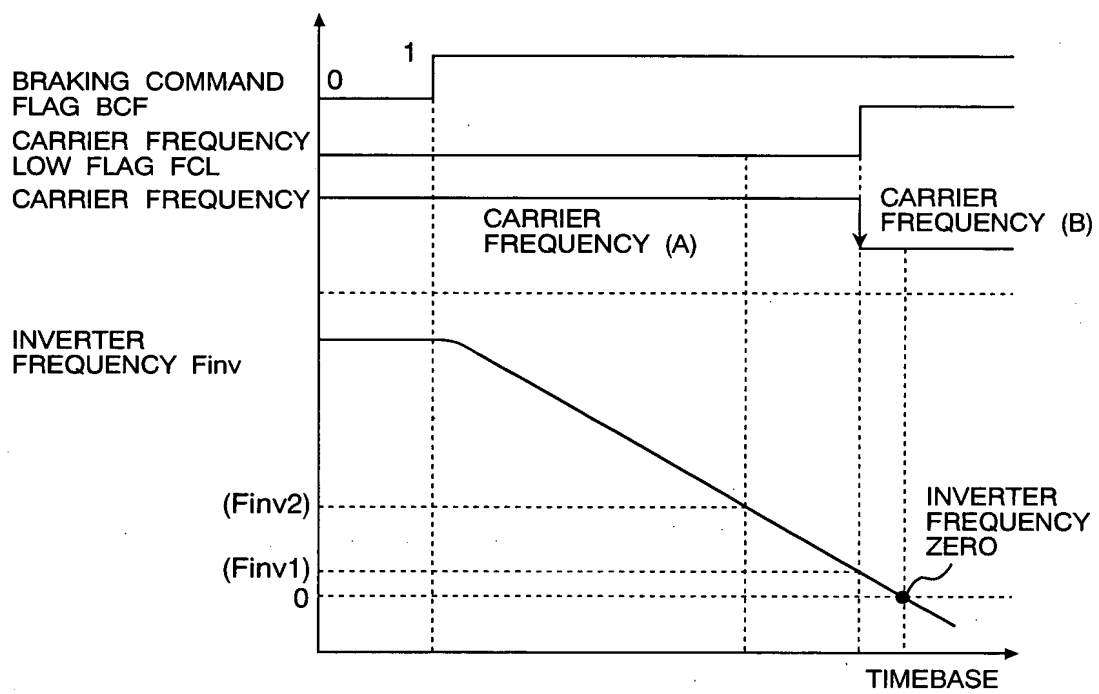 1
0
BRAKING COMMAND
FLAG BCF
CARRIER FREQUENCY
LOW FLAG FCL
CARRIER FREQUENCY
CARRIER
FREQUENCY (A)
CARRIER
FREQUENCY (B)
INVERTER
FREQUENCY Finv
(Finv2)
(Finv1)
0
INVERTER
FREQUENCY
ZERO
TIMEBASE